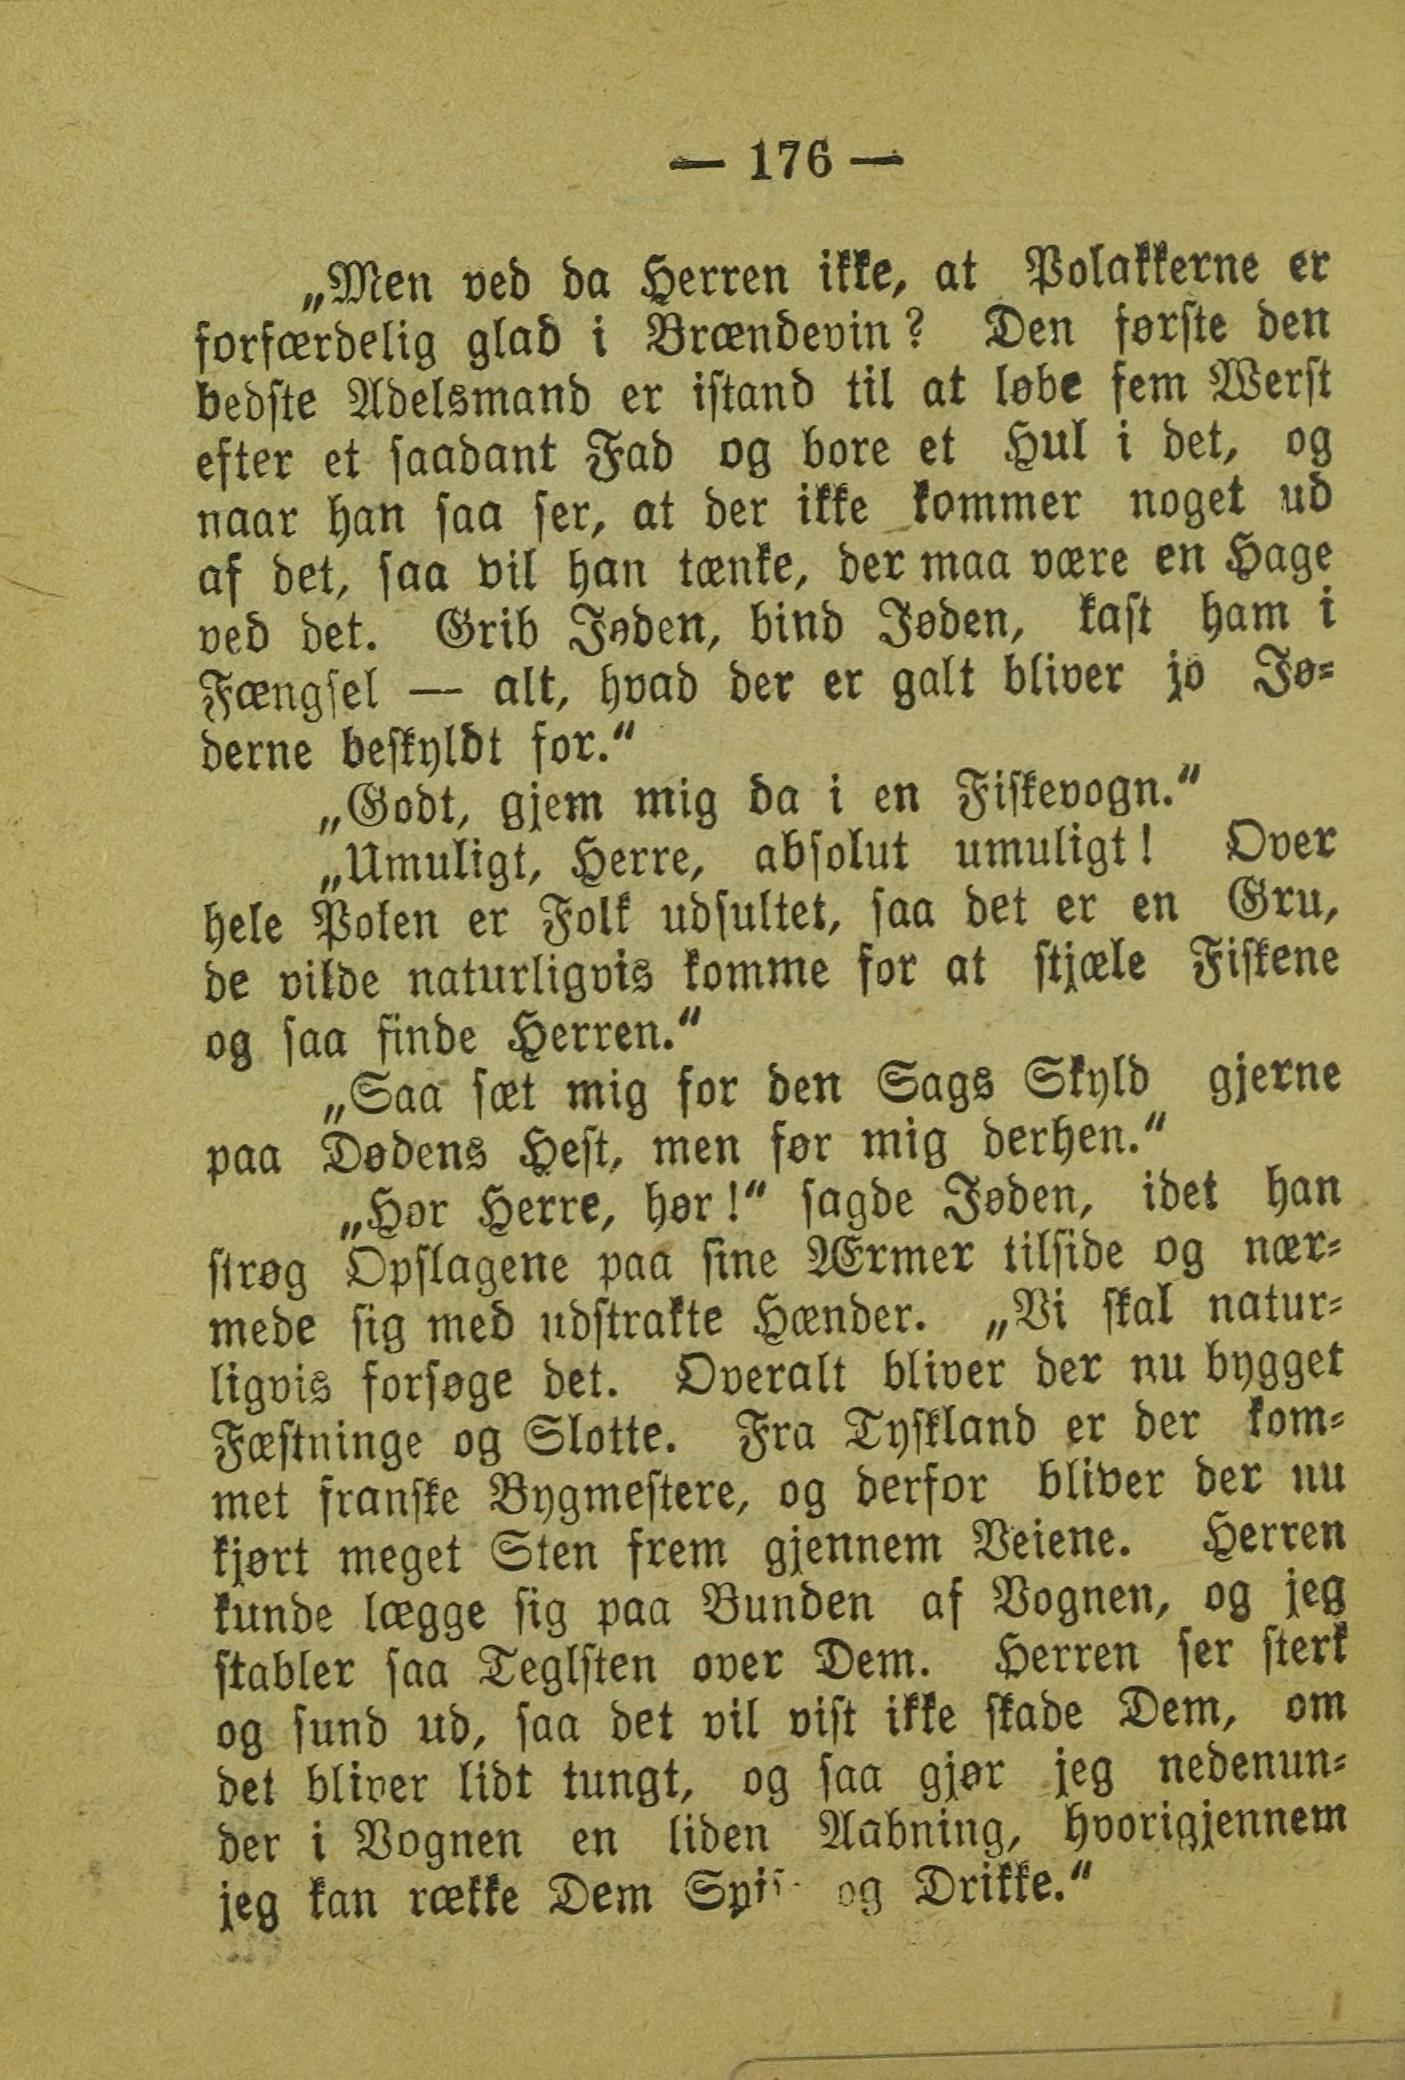 — 176 —
„Men ved da Herren ikke, at Polakkerne er
forfærdelig glad i Brændevin? Den første den
bedste Adelsmand er istand til at løbe fem Werst
efter et saadant Fad og bore et Hul i det, og
naar han saa ser, at der ikke kommer noget ud
af det, saa vil han tænke, der maa være en Hage
ved det. Grib Jøden, bind Jøden, kast ham i
Fængsel — alt, hvad der er galt bliver jo Jø-
derne beskyldt for.“
„Godt, gjem mig da i en Fiskevogn.“
„Umuligt, Herre, absolut umuligt! Over
hele Polen er Folk udsultet, saa det er en Gru,
de vilde naturligvis komme for at stjæle Fiskene
og saa finde Herren.“
„Saa sæt mig for den Sags Skyld gjerne
paa Dødens Hest, men før mig derhen.“
„Hør Herre, hør!“ sagde Jøden, idet han
strøg Opslagene paa sine Ærmer tilside og nær-
mede sig med udstrakte Hænder. „Vi skal natur-
ligvis forsøge det. Overalt bliver der nu bygget
Fæstninge og Slotte. Fra Tyskland er der kom-
met franske Bygmestere, og derfor bliver der nu
kjørt meget Sten frem gjennem Veiene. Herren
kunde lægge sig paa Bunden af Vognen, og jeg
stabler saa Teglsten over Dem. Herren ser sterk
og sund ud, saa det vil vist ikke skade Dem, om
det bliver lidt tungt, og saa gjør jeg nedenun-
der i Vognen en liden Aabning, hvorigjennem
jeg kan række Dem og Drikke.“